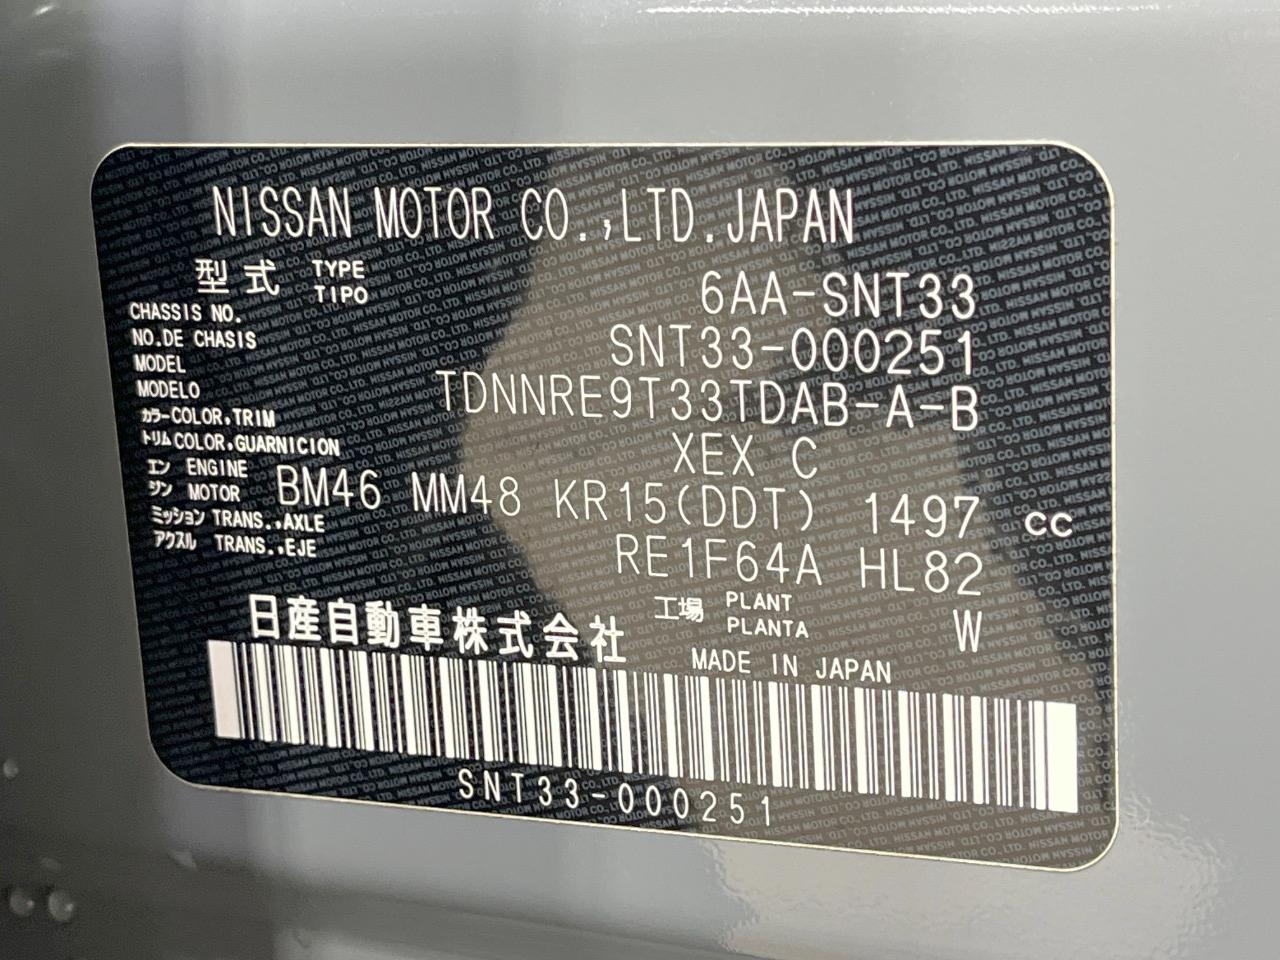 NISSAN MOTOR CO.,LTD.JAPAN
型式 TYPE TIPO 6AA-SNT33
CHASSIS NO.
NO.DE CHASIS SNT33-000251
MODEL
MODELO TDNNRE9T33TDAB-A-B
カラー COLOR,TRIM
トリム COLOR,GUARNICION XEX C
エンジン ENGINE MOTOR BM46 MM48 KR15(DDT) 1497 cc
ミッション TRANS.,AXLE
アクスル TRANS.,EJE RE1F64A HL82
工場 PLANT PLANTA W
日産自動車株式会社
MADE IN JAPAN
SNT33-000251